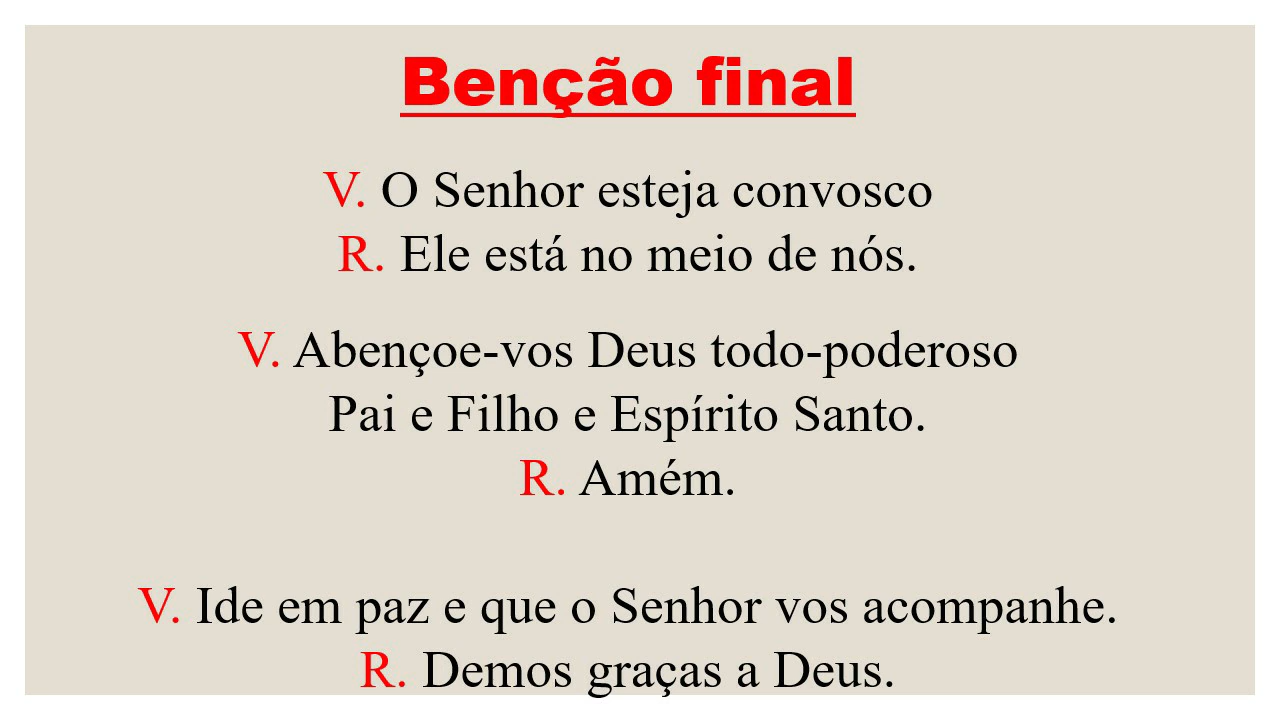 Benção final
V. O Senhor esteja convosco
R. Ele está no meio de nós.
V. Abençoe-vos Deus todo-poderoso
Pai e Filho e Espírito Santo.
R. Amém.
V. Ide em paz e que o Senhor vos acompanhe.
R. Demos graças a Deus.